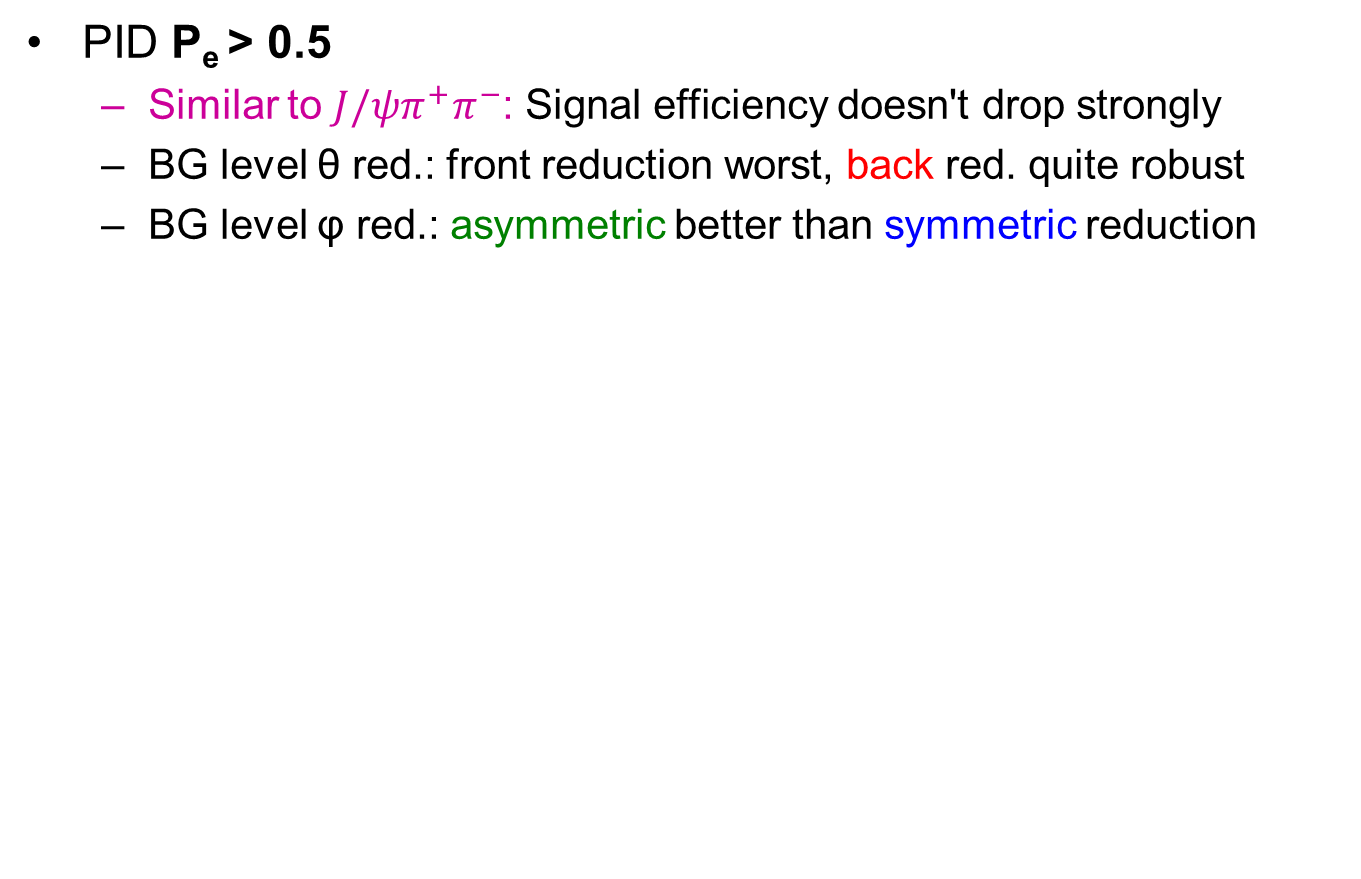 • PID Pe > 0.5
– Similar to J/ψπ⁺π⁻: Signal efficiency doesn't drop strongly
– BG level θ red.: front reduction worst, back red. quite robust
– BG level φ red.: asymmetric better than symmetric reduction